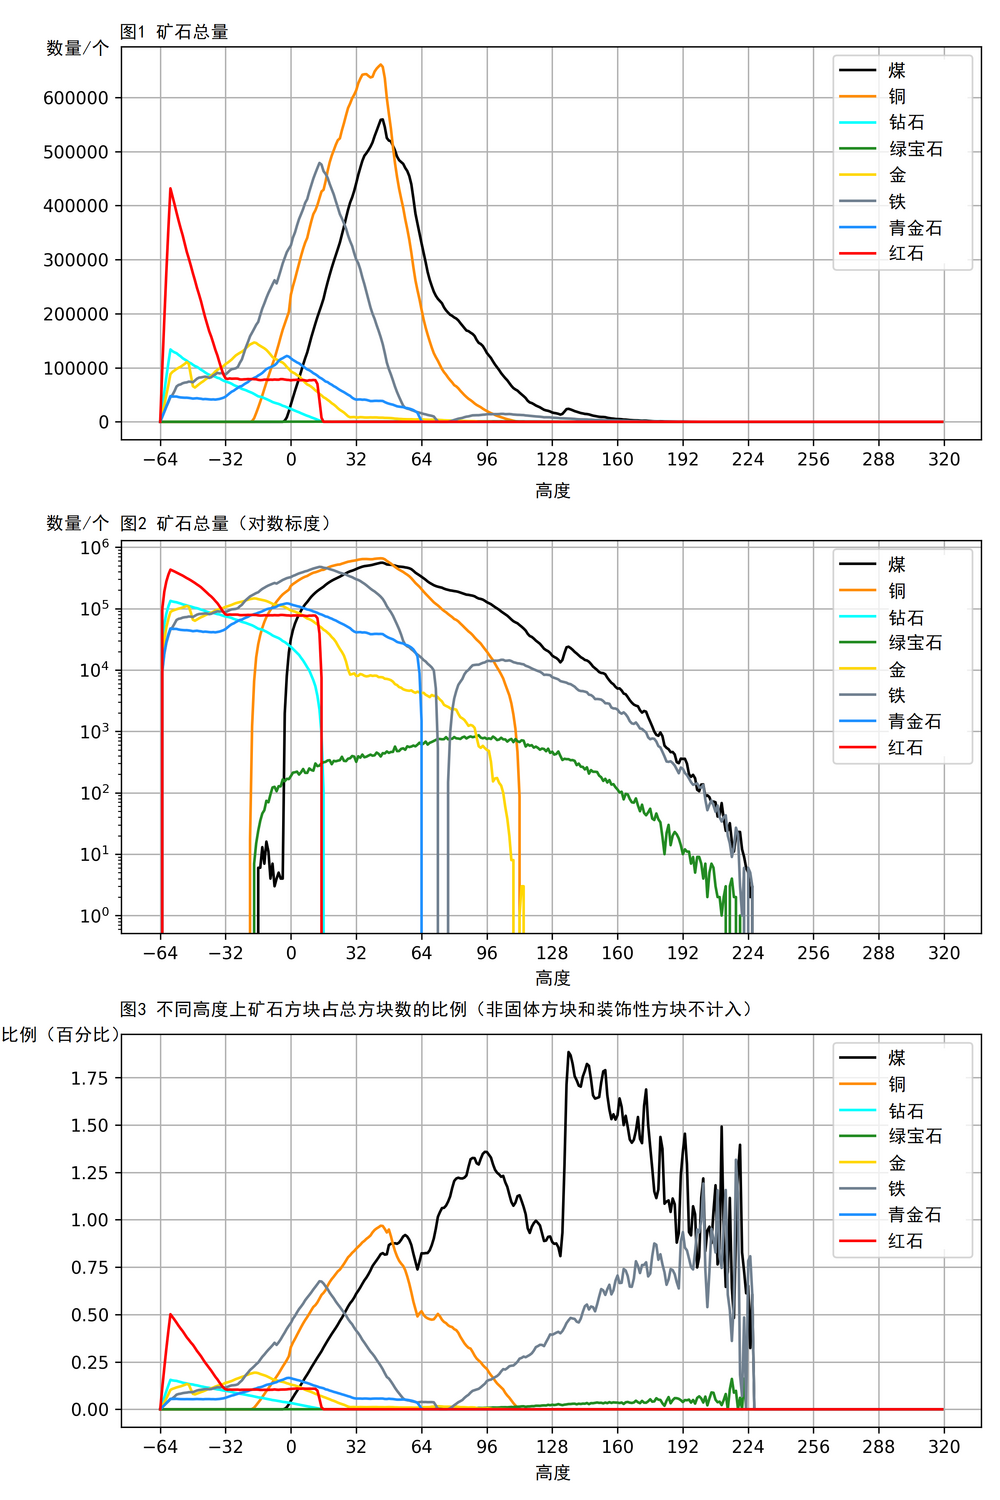 图1 矿石总量
数量/个
600000
500000
400000
300000
200000
100000
0
−64 −32 0 32 64 96 128 160 192 224 256 288 320
高度
煤
铜
钻石
绿宝石
金
铁
青金石
红石
数量/个 图2 矿石总量（对数标度）
10⁶
10⁵
10⁴
10³
10²
10¹
10⁰
−64 −32 0 32 64 96 128 160 192 224 256 288 320
高度
煤
铜
钻石
绿宝石
金
铁
青金石
红石
图3 不同高度上矿石方块占总方块数的比例（非固体方块和装饰性方块不计入）
比例（百分比）
1.75
1.50
1.25
1.00
0.75
0.50
0.25
0.00
−64 −32 0 32 64 96 128 160 192 224 256 288 320
高度
煤
铜
钻石
绿宝石
金
铁
青金石
红石